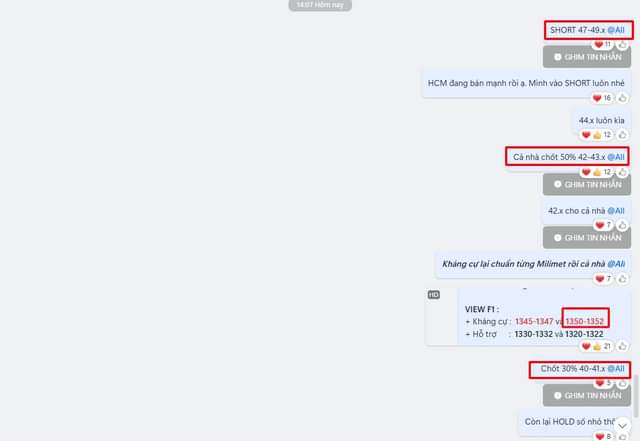 14:07 Hôm nay
SHORT 47-49.x @All
11
GHIM TIN NHẮN
HCM đang bán mạnh rồi ạ. Mình vào SHORT luôn nhé
16
44.x luôn kìa
12
Cả nhà chốt 50% 42-43.x @All
12
GHIM TIN NHẮN
42.x cho cả nhà @All
7
GHIM TIN NHẮN
Kháng cự lại chuẩn từng Milimet rồi cả nhà @All
7
HD
VIEW F1 :
+ Kháng cự : 1345-1347 và 1350-1352
+ Hỗ trợ : 1330-1332 và 1320-1322
21
Chốt 30% 40-41.x @All
5
GHIM TIN NHẮN
Còn lại HOLD số nhỏ
8